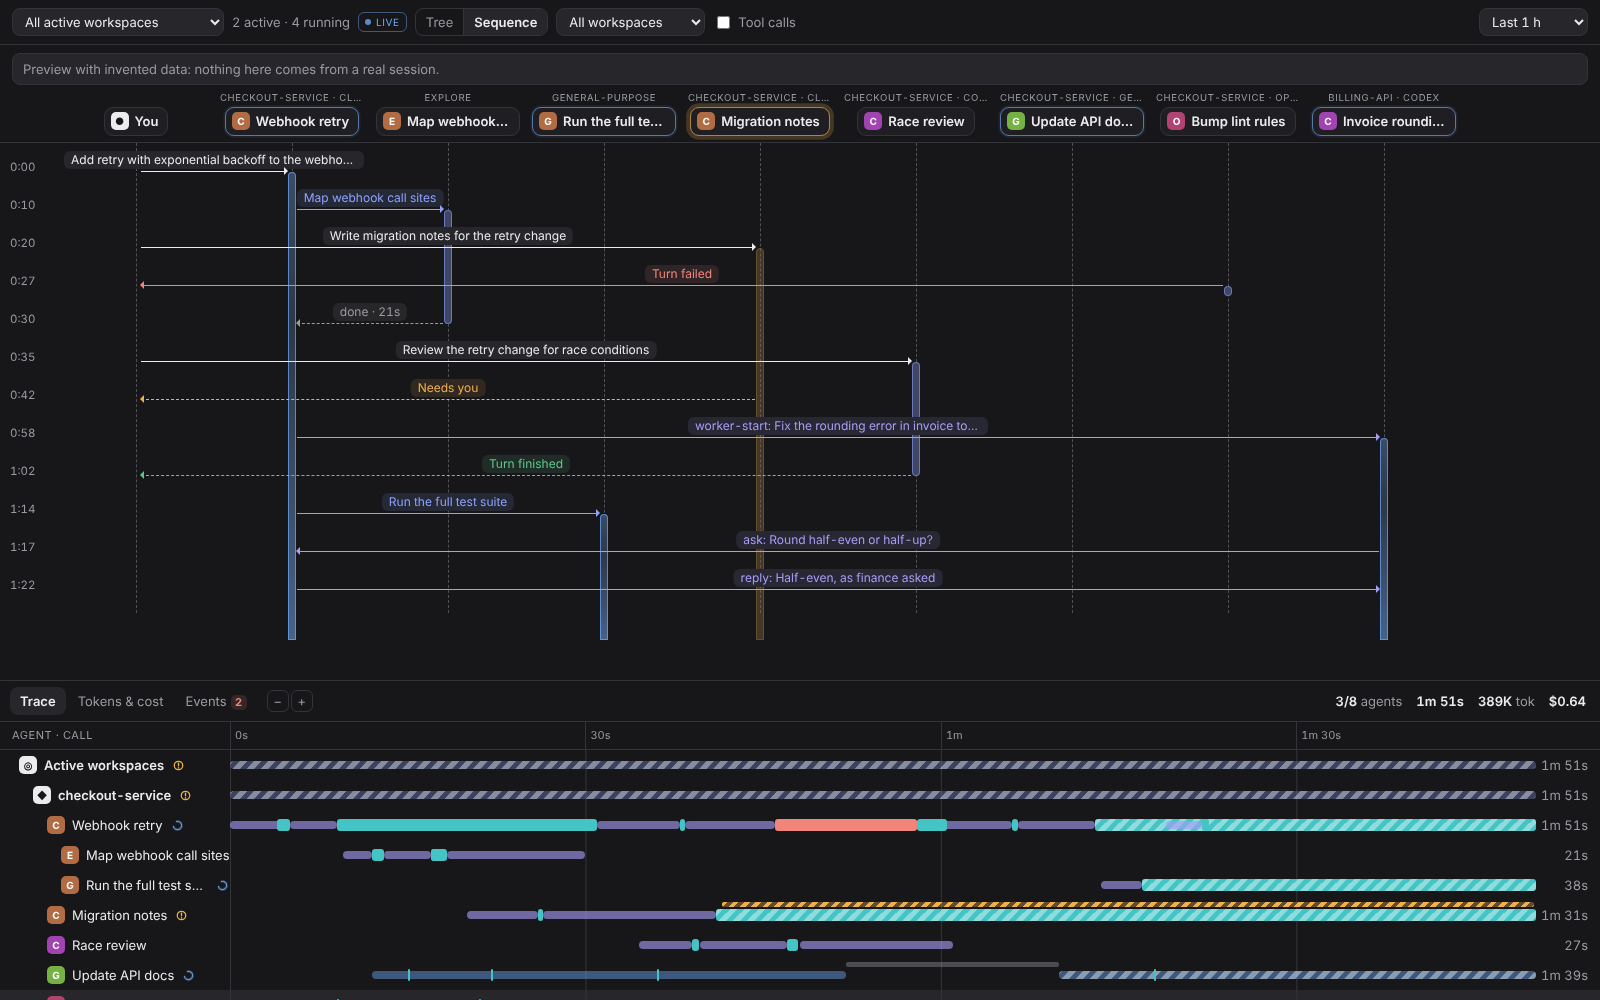 All active workspaces 2 active · 4 running LIVE Tree Sequence All workspaces Tool calls Last 1 h
Preview with invented data: nothing here comes from a real session.
CHECKOUT-SERVICE · CL... EXPLORE GENERAL-PURPOSE CHECKOUT-SERVICE · CL... CHECKOUT-SERVICE · CO... CHECKOUT-SERVICE · GE... CHECKOUT-SERVICE · OP... BILLING-API · CODEX
You C Webhook retry E Map webhook... G Run the full te... C Migration notes C Race review G Update API do... O Bump lint rules C Invoice roundi...
0:00 Add retry with exponential backoff to the webho...
0:10 Map webhook call sites
0:20 Write migration notes for the retry change
0:27 Turn failed
0:30 done · 21s
0:35 Review the retry change for race conditions
0:42 Needs you
0:58 worker-start: Fix the rounding error in invoice to...
1:02 Turn finished
1:14 Run the full test suite
1:17 ask: Round half-even or half-up?
1:22 reply: Half-even, as finance asked
Trace Tokens & cost Events 2 − + 3/8 agents 1m 51s 389K tok $0.64
AGENT · CALL 0s 30s 1m 1m 30s
Active workspaces 1m 51s
checkout-service 1m 51s
C Webhook retry 1m 51s
E Map webhook call sites 21s
G Run the full test s... 38s
C Migration notes 1m 31s
C Race review 27s
G Update API docs 1m 39s